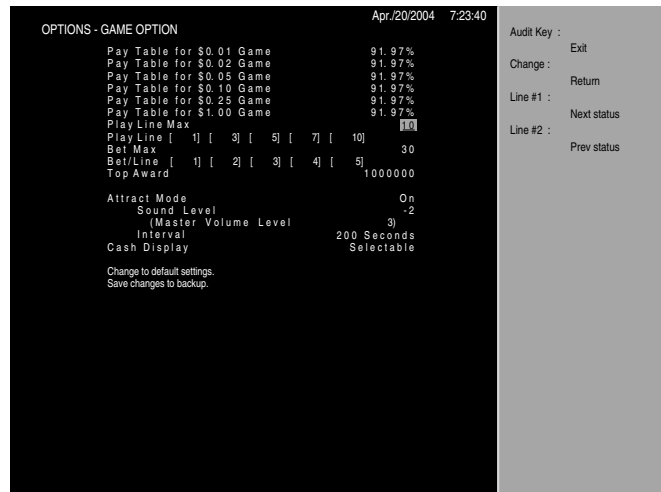 Apr./20/2004 7:23:40
OPTIONS - GAME OPTION
Pay Table for $0.01 Game 91.97%
Pay Table for $0.02 Game 91.97%
Pay Table for $0.05 Game 91.97%
Pay Table for $0.10 Game 91.97%
Pay Table for $0.25 Game 91.97%
Pay Table for $1.00 Game 91.97%
Play Line Max 10
Play Line [ 1] [ 3] [ 5] [ 7] [ 10]
Bet Max 30
Bet/Line [ 1] [ 2] [ 3] [ 4] [ 5]
Top Award 1000000
Attract Mode On
Sound Level -2
(Master Volume Level 3)
Interval 200 Seconds
Cash Display Selectable
Change to default settings.
Save changes to backup.
Audit Key :
Exit
Change :
Return
Line #1 :
Next status
Line #2 :
Prev status